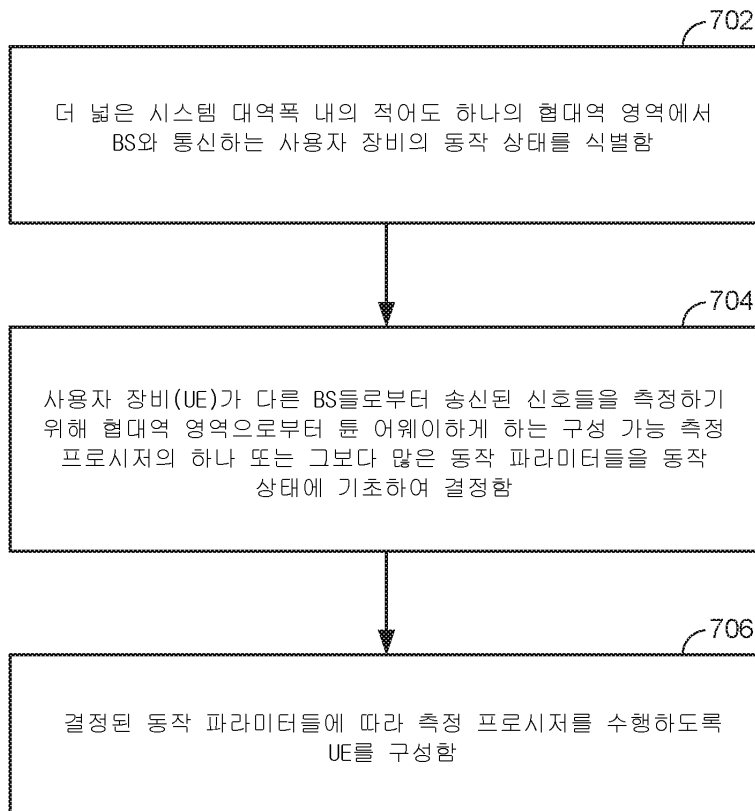 702
더 넓은 시스템 대역폭 내의 적어도 하나의 협대역 영역에서
BS와 통신하는 사용자 장비의 동작 상태를 식별함
704
사용자 장비(UE)가 다른 BS들로부터 송신된 신호들을 측정하기
위해 협대역 영역으로부터 튠 어웨이하게 하는 구성 가능 측정
프로시저의 하나 또는 그보다 많은 동작 파라미터들을 동작
상태에 기초하여 결정함
706
결정된 동작 파라미터들에 따라 측정 프로시저를 수행하도록
UE를 구성함